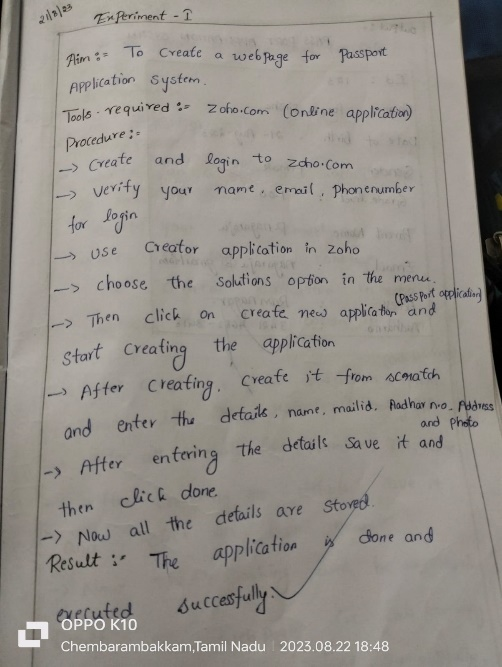 21/8/23
Experiment - I
Aim :- To Create a webpage for Passport
Application System.
Tools required :- Zoho.com (Online application)
Procedure :-
→ Create and login to zoho.com
→ Verify your name, email, phonenumber
for login
→ Use Creator application in zoho
→ choose the solutions option in the menu.
(Passport application)
→ Then click on create new application and
Start Creating the application
→ After Creating, Create it from scratch
and enter the details, name, mailid, Aadhar no. Address
and photo
→ After entering the details save it and
then click done.
→ Now all the details are stored.
Result :- The application is done and
executed successfully
OPPO K10
Chembarambakkam,Tamil Nadu | 2023.08.22 18:48